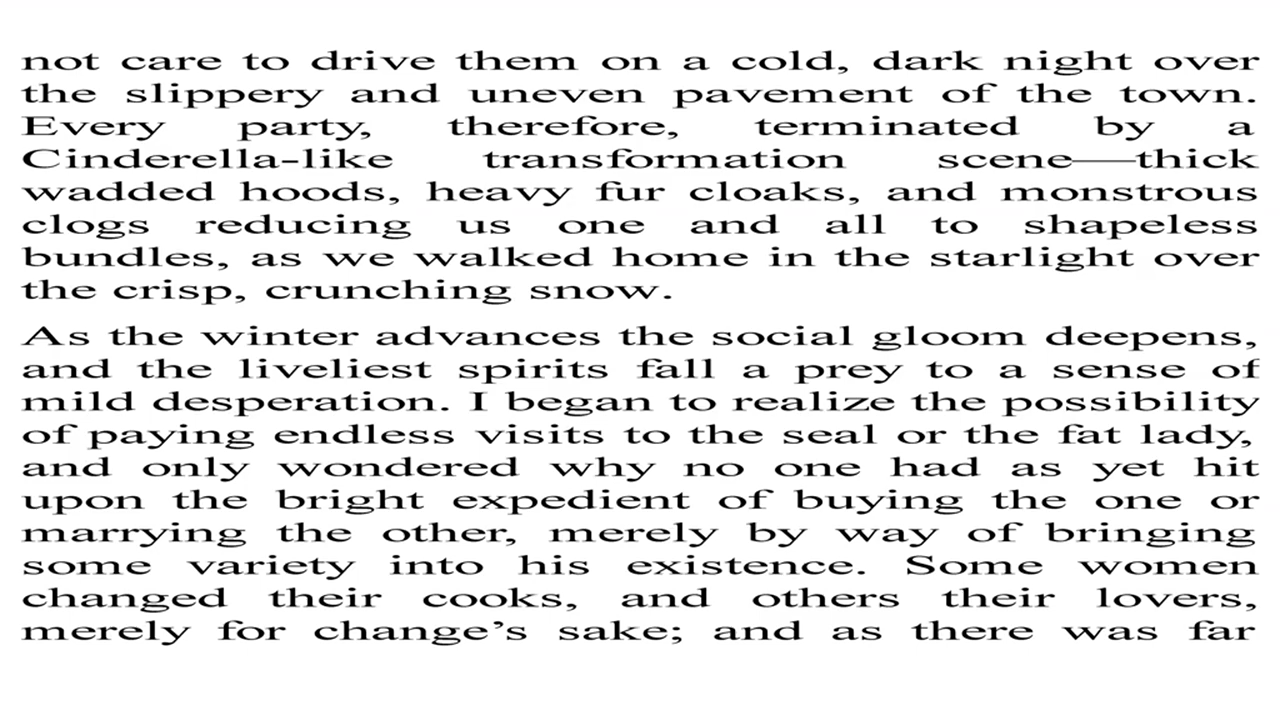 not care to drive them on a cold, dark night over
the slippery and uneven pavement of the town.
Every party, therefore, terminated by a
Cinderella-like transformation scene—thick
wadded hoods, heavy fur cloaks, and monstrous
clogs reducing us one and all to shapeless
bundles, as we walked home in the starlight over
the crisp, crunching snow.
As the winter advances the social gloom deepens,
and the liveliest spirits fall a prey to a sense of
mild desperation. I began to realize the possibility
of paying endless visits to the seal or the fat lady,
and only wondered why no one had as yet hit
upon the bright expedient of buying the one or
marrying the other, merely by way of bringing
some variety into his existence. Some women
changed their cooks, and others their lovers,
merely for change’s sake; and as there was far